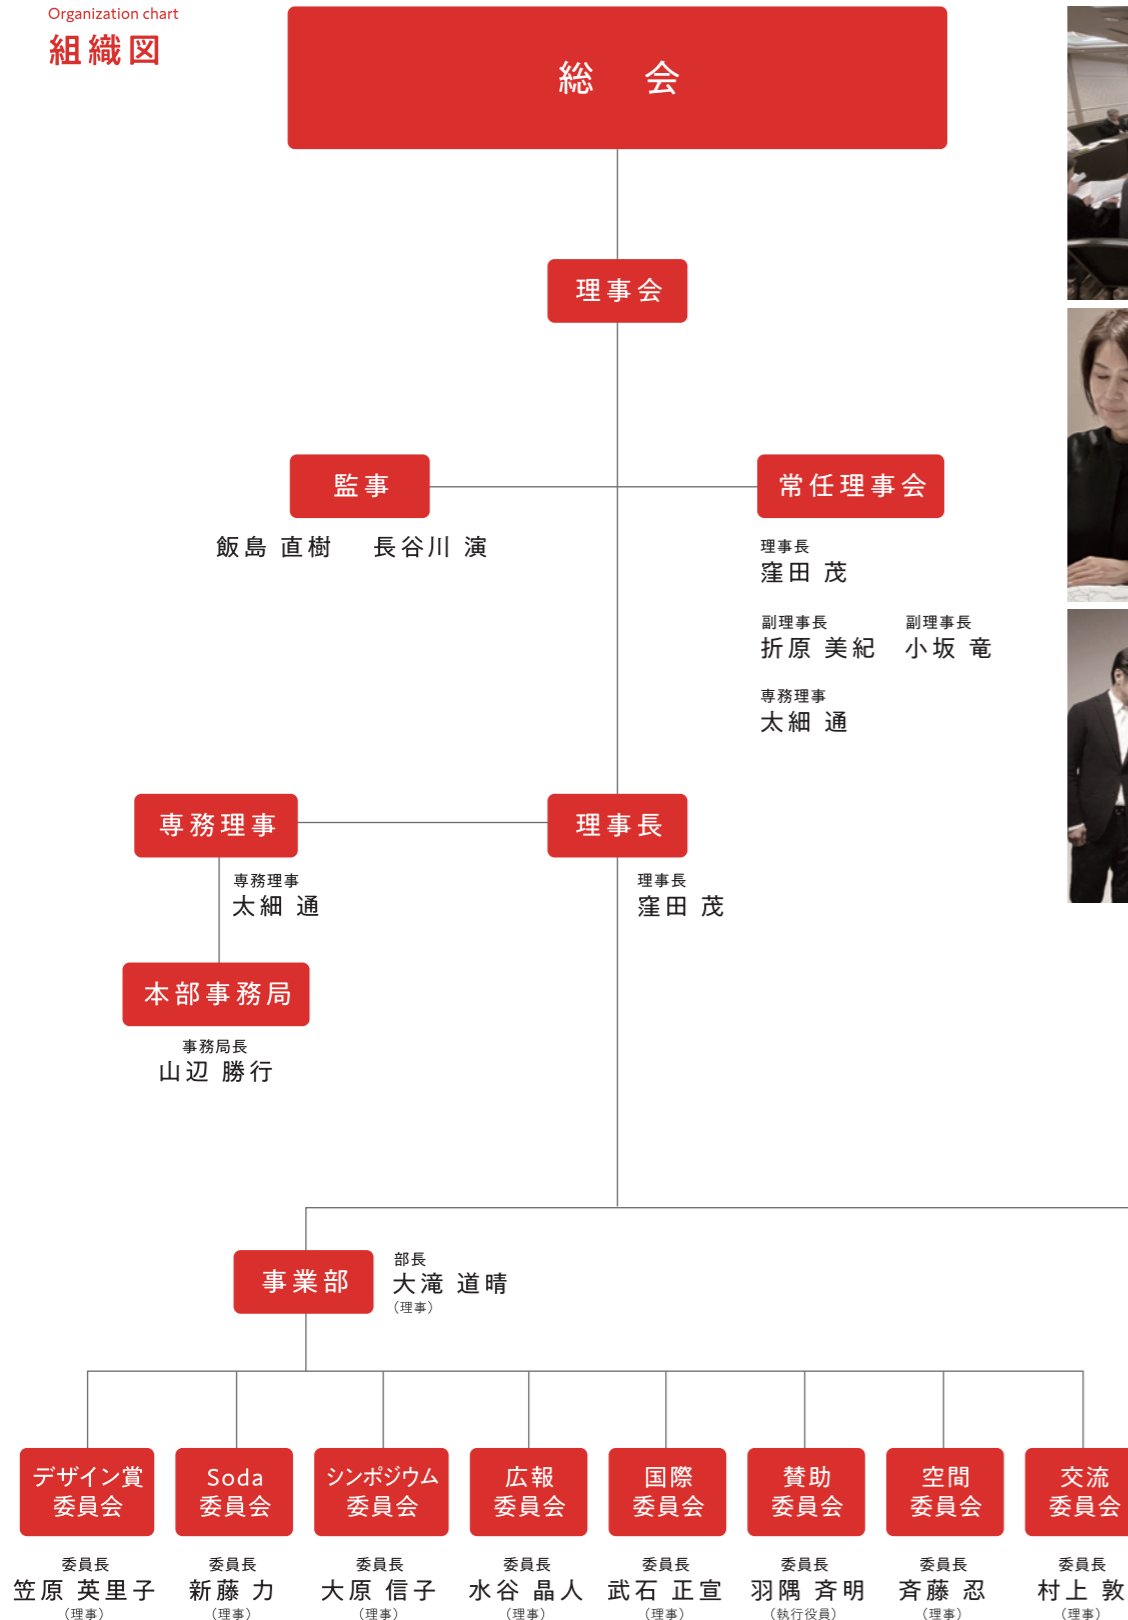 Organization chart
組織図
総 会
理事会
監事
飯島 直樹 長谷川 演
常任理事会
理事長
窪田 茂
副理事長 副理事長
折原 美紀 小坂 竜
専務理事
太細 通
専務理事
専務理事
太細 通
理事長
理事長
窪田 茂
本部事務局
事務局長
山辺 勝行
事業部
部長
大滝 道晴
(理事)
デザイン賞
委員会
委員長
笠原 英里子
(理事)
Soda
委員会
委員長
新藤 力
(理事)
シンポジウム
委員会
委員長
大原 信子
(理事)
広報
委員会
委員長
水谷 晶人
(理事)
国際
委員会
委員長
武石 正宣
(理事)
賛助
委員会
委員長
羽隅 斉明
(執行役員)
空間
委員会
委員長
斉藤 忍
(理事)
交流
委員会
委員長
村上 敦
(理事)